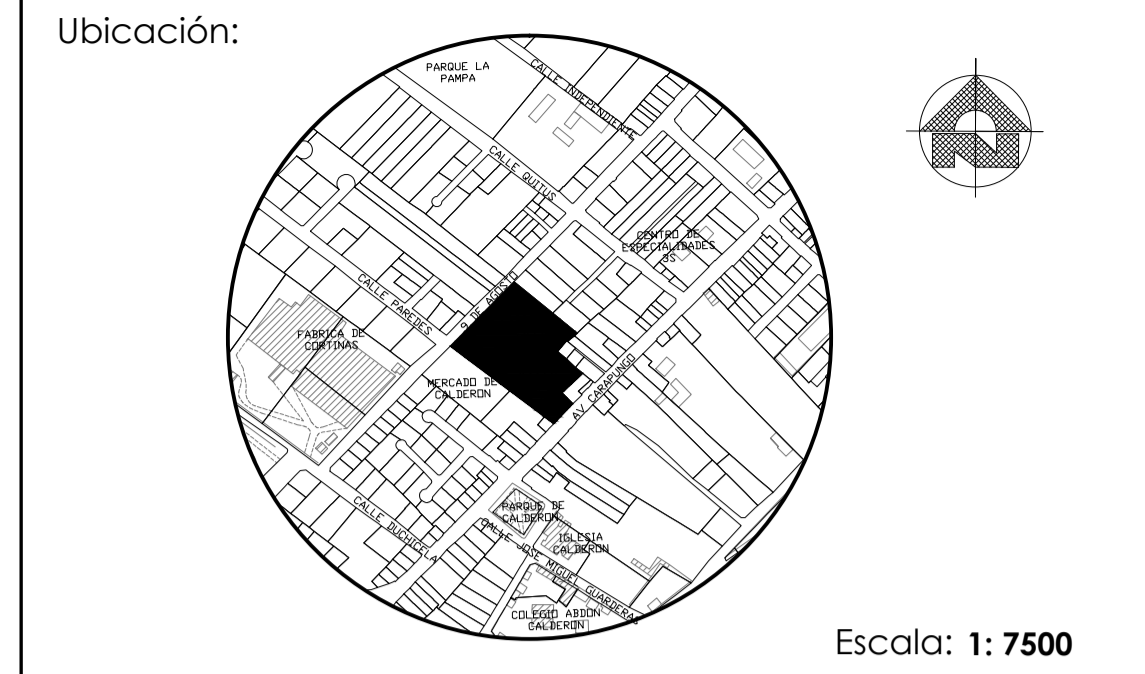 Ubicación:
PARQUE LA
PAMPA
CALLE INDEPENDIENTE
CALLE QUITUS
CENTRO DE
ESPECIALIDADES
3S
9 DE AGOSTO
CALLE PAREDES
FABRICA DE
CORTINAS
MERCADO DE
CALDERON
AV CARAPUNGO
PARQUE DE
CALDERON
CALLE DUCHICELA
IGLESIA
CALDERON
CALLE JOSE MIGUEL GUARDERAS
COLEGIO ABDON
CALDERON
N
Escala: 1: 7500